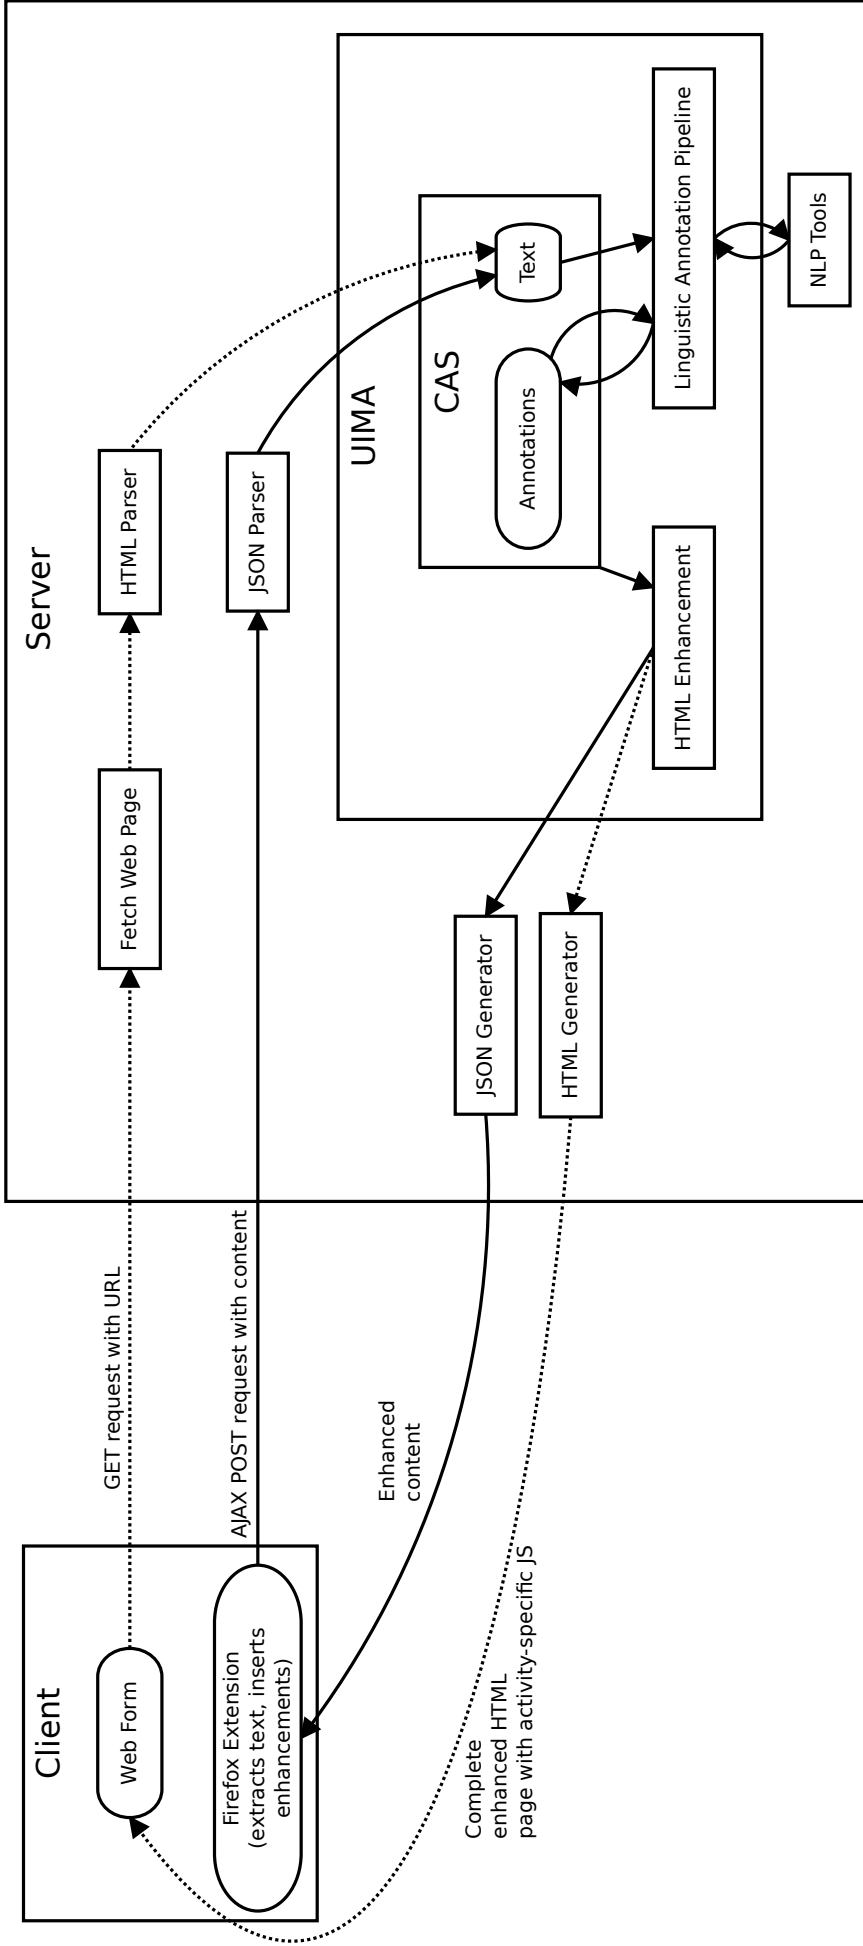 Client
Web Form
Firefox Extension
(extracts text, inserts
enhancements)
GET request with URL
AJAX POST request with content
Enhanced
content
Complete
enhanced HTML
page with activity-specific JS
Server
Fetch Web Page
HTML Parser
JSON Parser
JSON Generator
HTML Generator
UIMA
CAS
Annotations
Text
HTML Enhancement
Linguistic Annotation Pipeline
NLP Tools